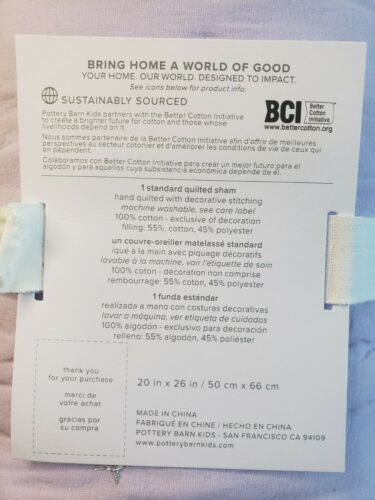 BRING HOME A WORLD OF GOOD
YOUR HOME. OUR WORLD. DESIGNED TO IMPACT.
See icons below for product info:
SUSTAINABLY SOURCED
Pottery Barn Kids partners with the Better Cotton Initiative
to create a brighter future for cotton and those whose
livelihoods depend on it.
BCI Better Cotton Initiative
www.bettercotton.org
Nous sommes partenaire de la Better Cotton Initiative afin d'offrir de meilleures
perspectives au secteur cotonier et d'améliorer les conditions de vie de ceux qui
en dépendent.
Colaboramos con Better Cotton Initiative para crear un mejor futuro para el
algodón y para aquellos cuya subsistencia económica depende de él.
1 standard quilted sham
hand quilted with decorative stitching
machine washable, see care label
100% cotton - exclusive of decoration
filling: 55% cotton, 45% polyester
un couvre-oreiller matelassé standard
iqué a la main avec piquage décoratifs
lavable à la machine, voir l'étiquette de soin
100% coton - décoration non comprise
rembourrage: 55% coton, 45% polyester
1 funda estándar
realizada a mano con costuras decorativas
lavar a máquina, ver etiqueta de cuidados
100% algodón - exclusivo para decoración
relleno: 55% algodón, 45% poliéster
thank you
for your purchase
merci de
votre achat
gracias por
su compra
20 in x 26 in / 50 cm x 66 cm
MADE IN CHINA
FABRIQUÉ EN CHINE / HECHO EN CHINA
POTTERY BARN KIDS - SAN FRANCISCO CA 94109
www.potterybarnkids.com